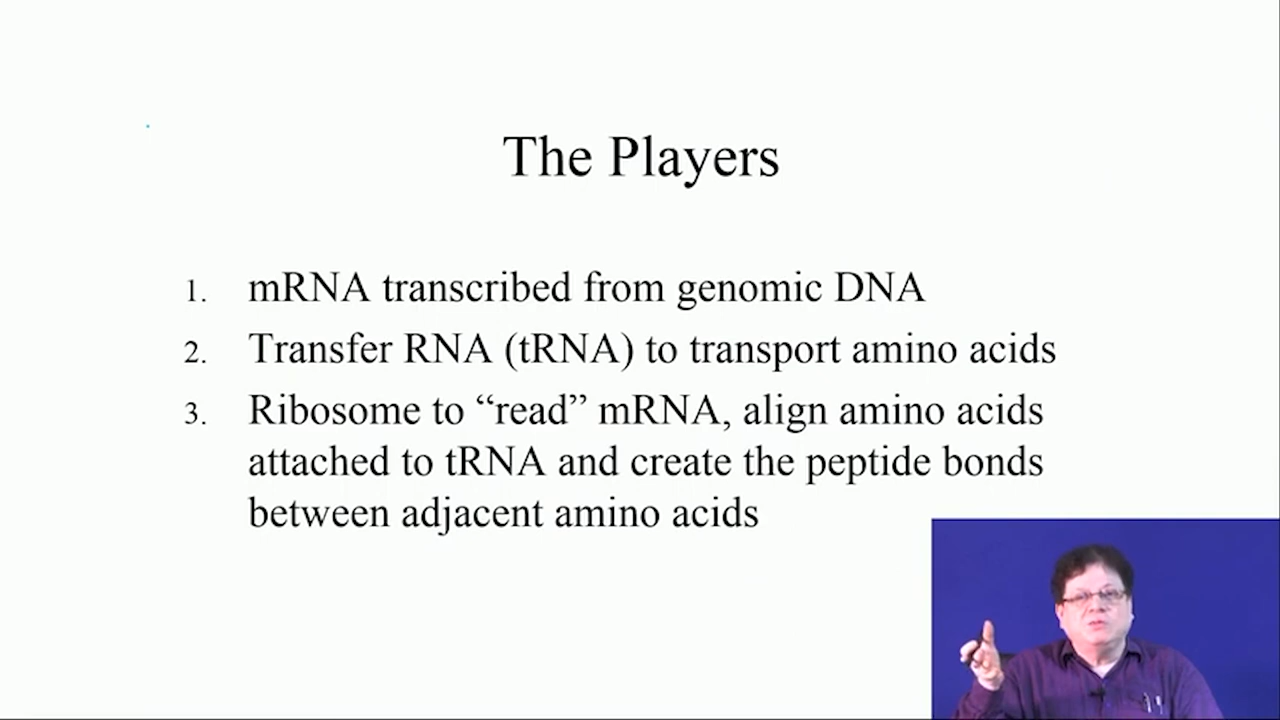 The Players
1. mRNA transcribed from genomic DNA
2. Transfer RNA (tRNA) to transport amino acids
3. Ribosome to “read” mRNA, align amino acids
attached to tRNA and create the peptide bonds
between adjacent amino acids